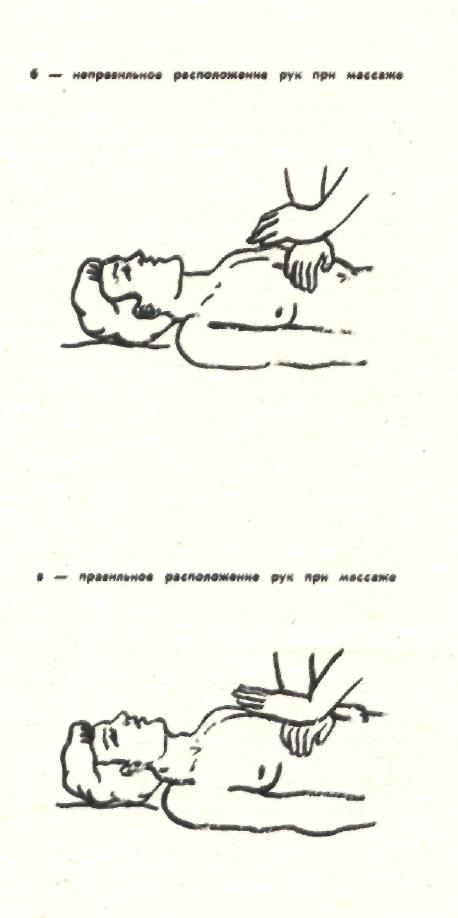 б — неправильное расположение рук при массаже
в — правильное расположение рук при массаже